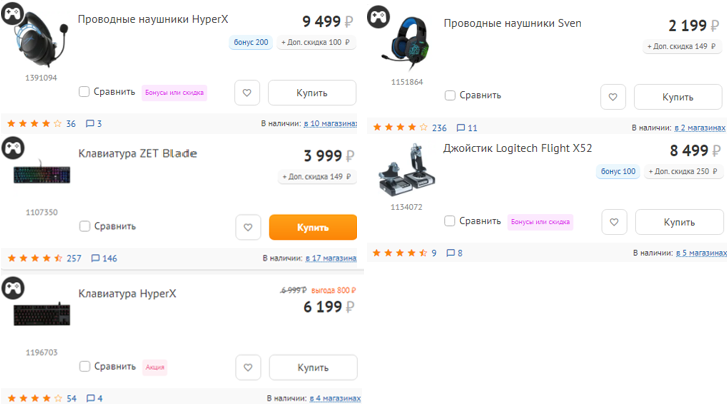 Проводные наушники HyperX
9 499 ₽
бонус 200
+ Доп. скидка 100 ₽
1391094
Сравнить
Бонусы или скидка
Купить
36
3
В наличии: в 10 магазинах
Клавиатура ZET Blade
3 999 ₽
+ Доп. скидка 149 ₽
1107350
Сравнить
Купить
257
146
В наличии: в 17 магазинах
Клавиатура HyperX
6 999 ₽ выгода 800 ₽
6 199 ₽
1196703
Сравнить
Акция
Купить
54
4
В наличии: в 4 магазинах
Проводные наушники Sven
2 199 ₽
+ Доп. скидка 149 ₽
1151864
Сравнить
Купить
236
11
В наличии: в 2 магазинах
Джойстик Logitech Flight X52
8 499 ₽
бонус 100
+ Доп. скидка 250 ₽
1134072
Сравнить
Бонусы или скидка
Купить
9
8
В наличии: в 5 магазинах